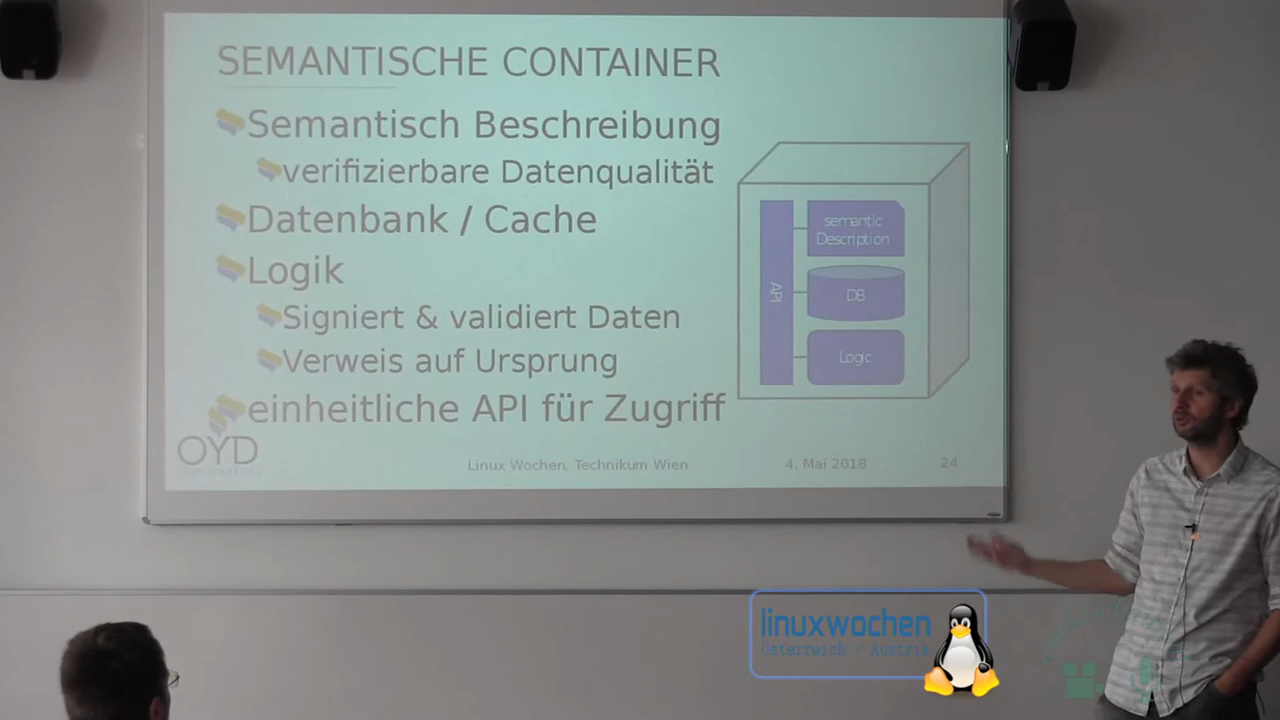 SEMANTISCHE CONTAINER
Semantisch Beschreibung
verifizierbare Datenqualität
Datenbank / Cache
Logik
Signiert & validiert Daten
Verweis auf Ursprung
einheitliche API für Zugriff
API
semantic
Description
DB
Logic
OYD
Linux Wochen, Technikum Wien
4. Mai 2018
24
linuxwochen
Österreich // Austria